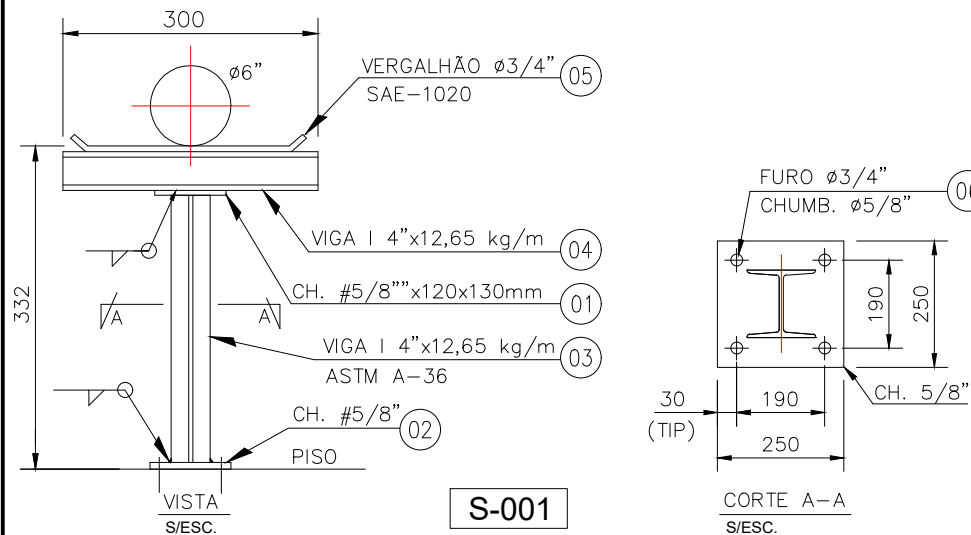 300
ø6"
VERGALHÃO ø3/4"
SAE-1020
05
332
VIGA I 4"x12,65 kg/m
04
CH. #5/8""x120x130mm
01
A
A
VIGA I 4"x12,65 kg/m
ASTM A-36
03
CH. #5/8"
02
PISO
VISTA
S/ESC.
S-001
FURO ø3/4"
CHUMB. ø5/8"
190
250
30
(TIP)
190
250
CH. 5/8"
CORTE A-A
S/ESC.